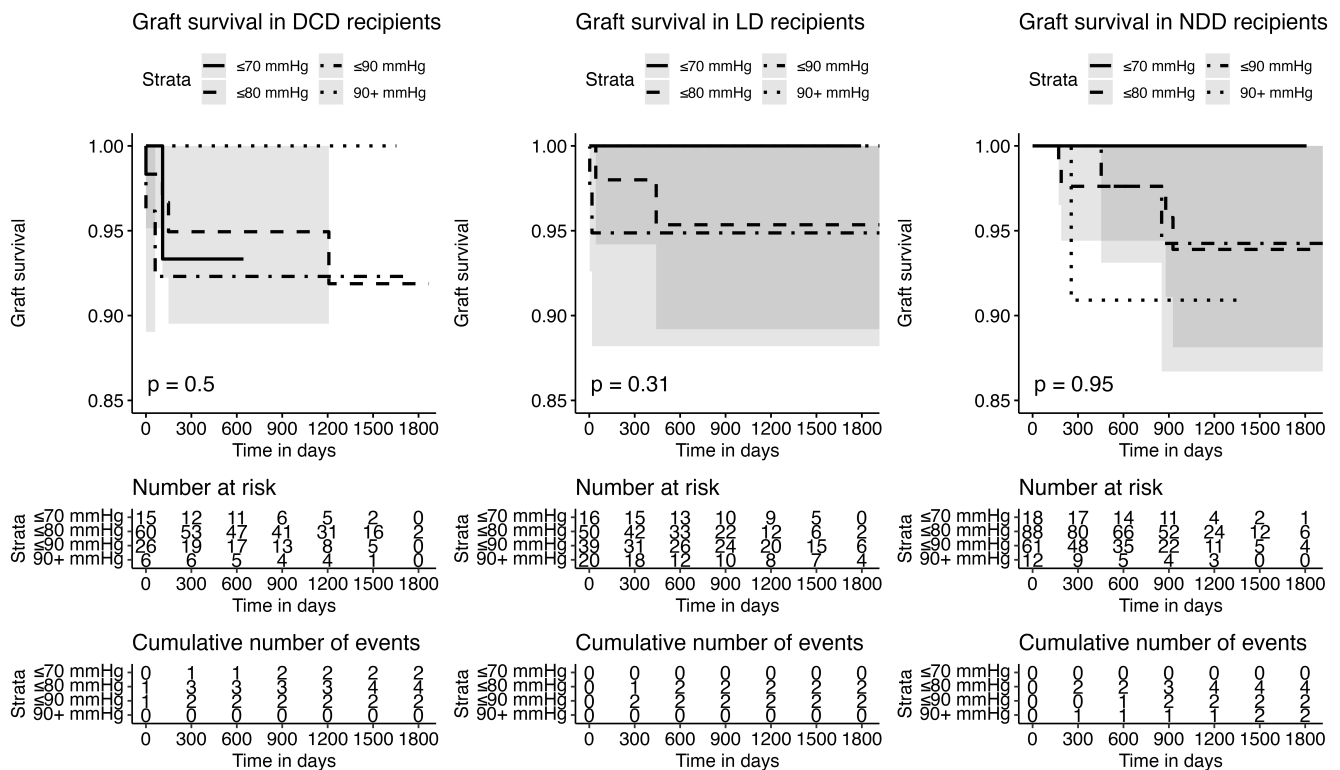 Graft survival in DCD recipients
Strata ≤70 mmHg ≤90 mmHg
≤80 mmHg 90+ mmHg
Graft survival
1.00
0.95
0.90
0.85
p = 0.5
0 300 600 900 1200 1500 1800
Time in days
Number at risk
Strata
≤70 mmHg 15 12 11 6 5 2 0
≤80 mmHg 60 53 47 41 31 16 2
≤90 mmHg 26 19 17 13 8 5 0
90+ mmHg 6 6 5 4 4 1 0
0 300 600 900 1200 1500 1800
Time in days
Cumulative number of events
Strata
≤70 mmHg 0 1 1 2 2 2 2
≤80 mmHg 1 3 3 3 3 4 4
≤90 mmHg 1 2 2 2 2 2 2
90+ mmHg 0 0 0 0 0 0 0
0 300 600 900 1200 1500 1800
Time in days
Graft survival in LD recipients
Strata ≤70 mmHg ≤90 mmHg
≤80 mmHg 90+ mmHg
Graft survival
1.00
0.95
0.90
0.85
p = 0.31
0 300 600 900 1200 1500 1800
Time in days
Number at risk
Strata
≤70 mmHg 16 15 13 10 9 5 0
≤80 mmHg 50 42 33 22 12 6 2
≤90 mmHg 39 31 26 24 20 15 6
90+ mmHg 20 18 12 10 8 7 4
0 300 600 900 1200 1500 1800
Time in days
Cumulative number of events
Strata
≤70 mmHg 0 0 0 0 0 0 0
≤80 mmHg 0 1 2 2 2 2 2
≤90 mmHg 0 2 2 2 2 2 2
90+ mmHg 0 0 0 0 0 0 0
0 300 600 900 1200 1500 1800
Time in days
Graft survival in NDD recipients
Strata ≤70 mmHg ≤90 mmHg
≤80 mmHg 90+ mmHg
Graft survival
1.00
0.95
0.90
0.85
p = 0.95
0 300 600 900 1200 1500 1800
Time in days
Number at risk
Strata
≤70 mmHg 18 17 14 11 4 2 1
≤80 mmHg 88 80 66 52 24 12 6
≤90 mmHg 61 48 35 22 11 5 4
90+ mmHg 12 9 5 4 3 0 0
0 300 600 900 1200 1500 1800
Time in days
Cumulative number of events
Strata
≤70 mmHg 0 0 0 0 0 0 0
≤80 mmHg 0 2 2 3 4 4 4
≤90 mmHg 0 0 1 2 2 2 2
90+ mmHg 0 1 1 1 1 2 2
0 300 600 900 1200 1500 1800
Time in days